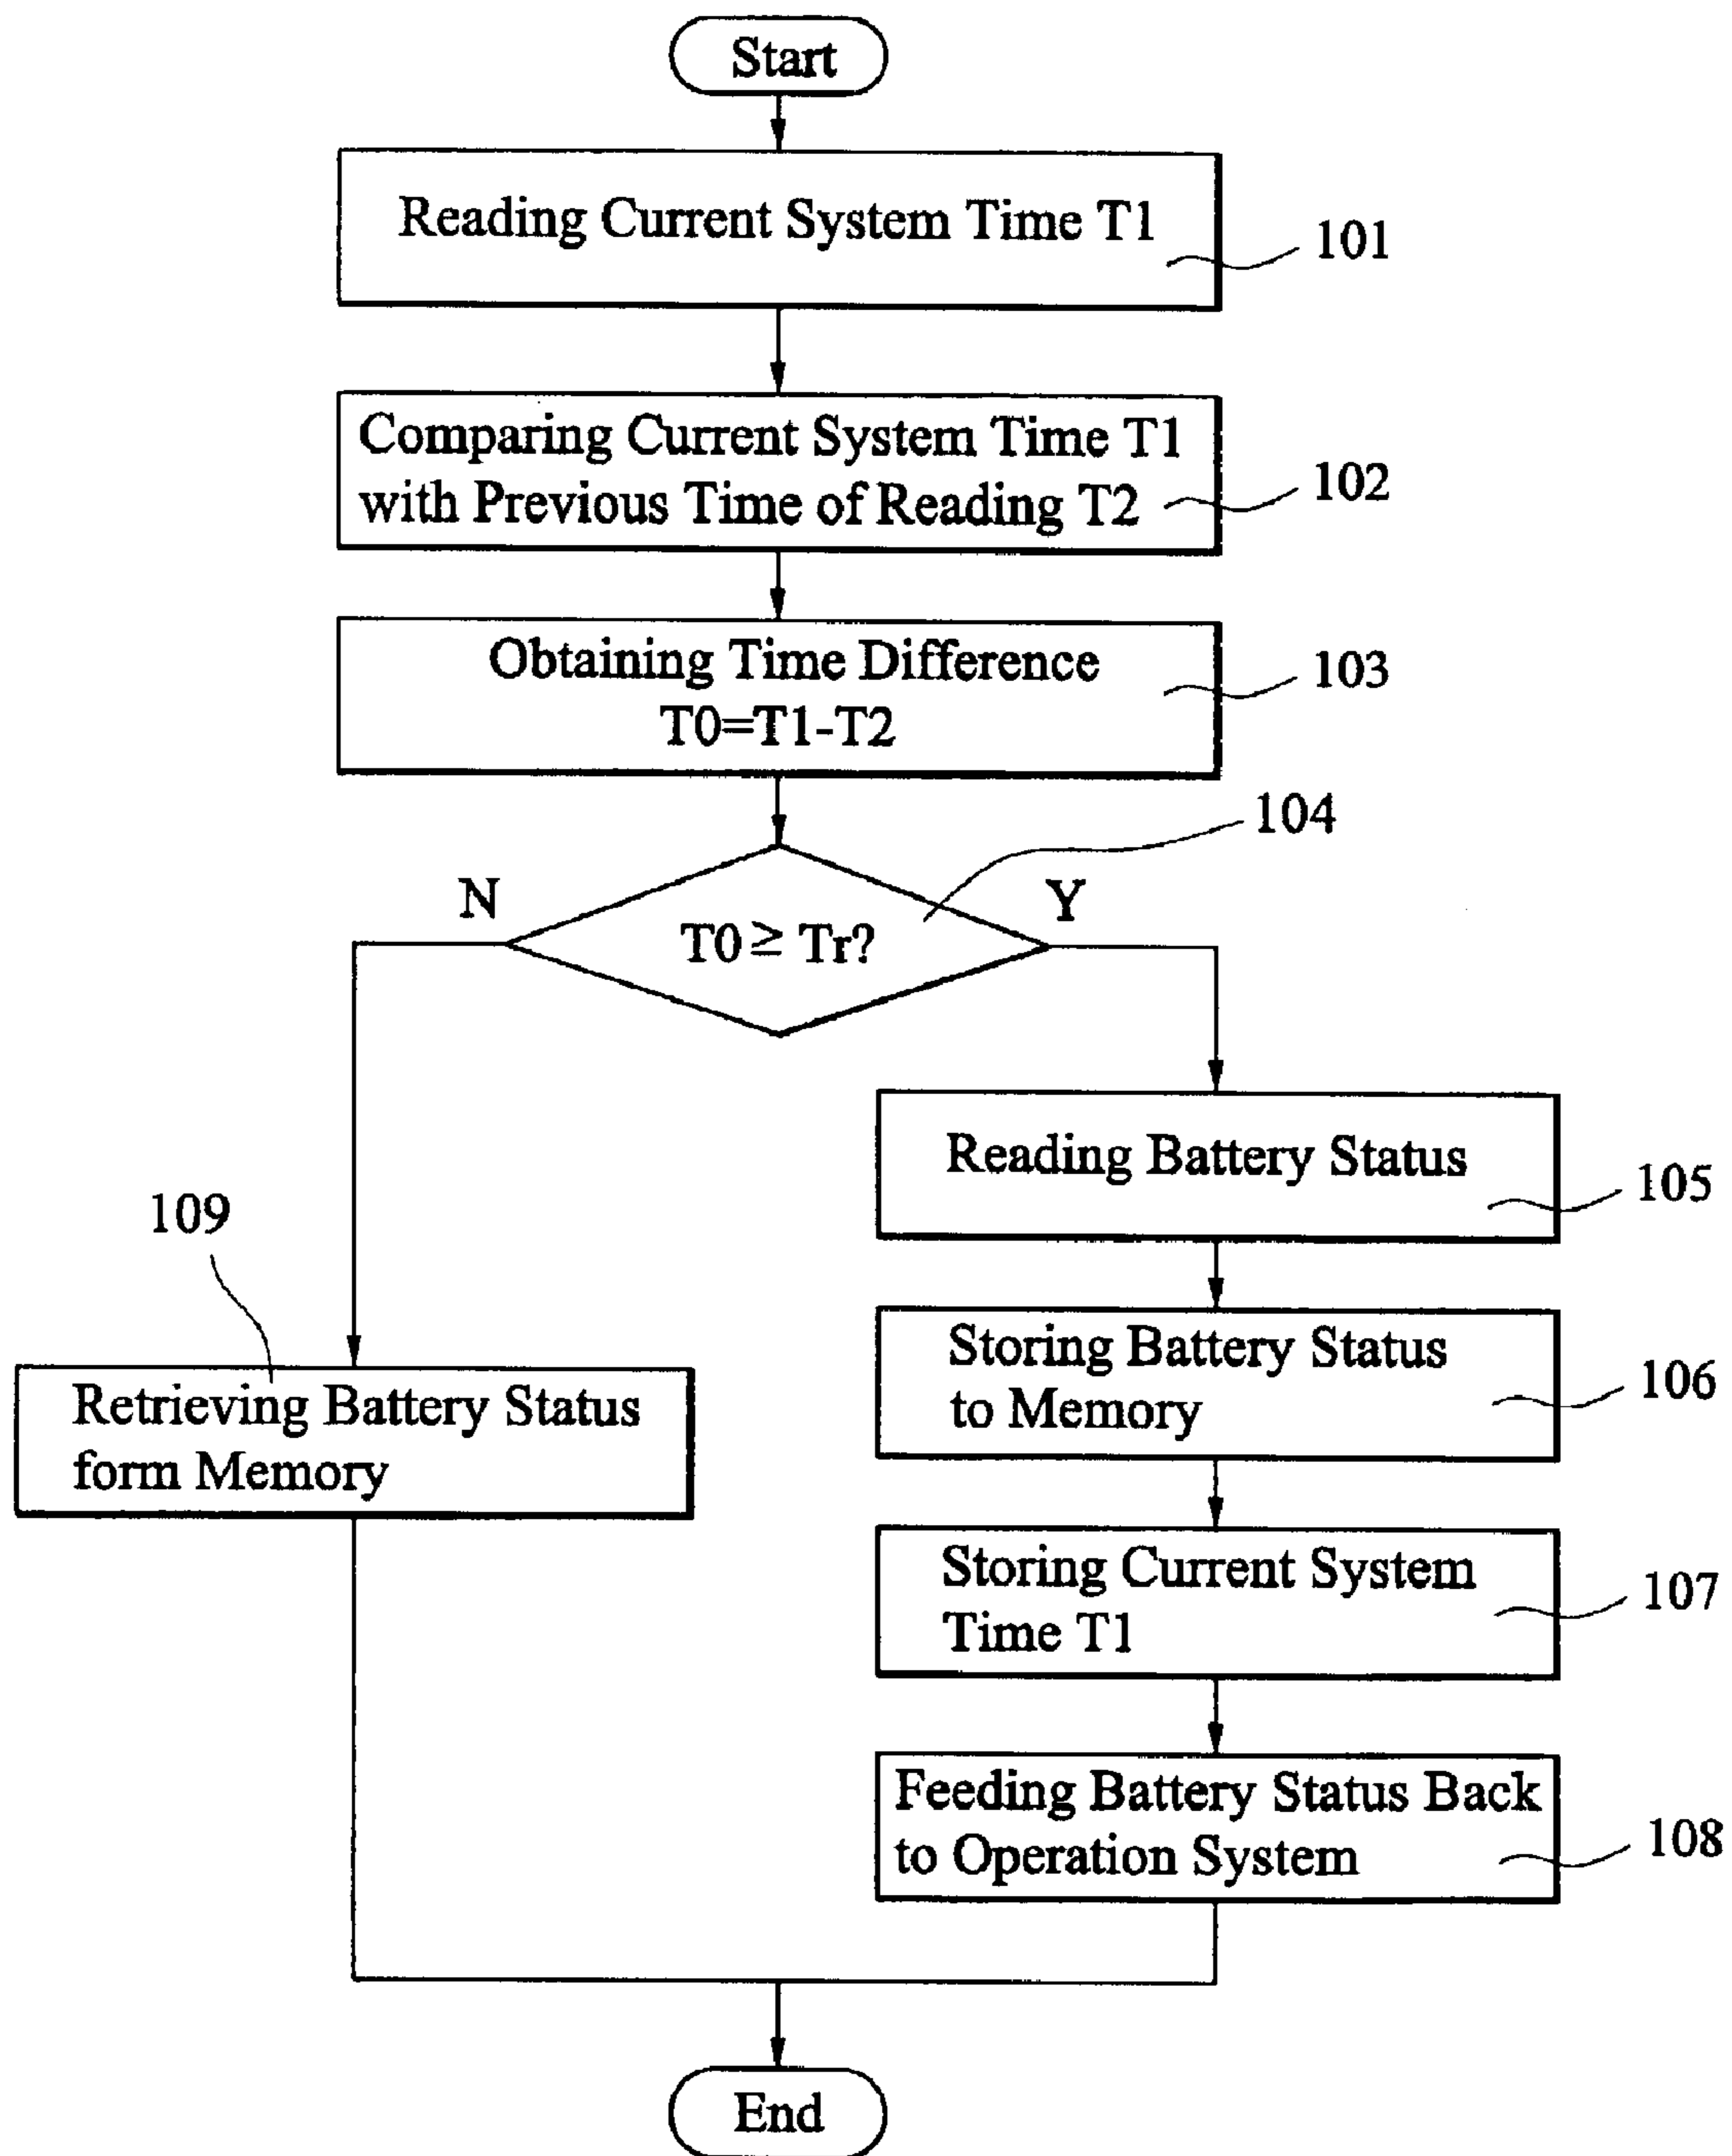 Start
Reading Current System Time T1
101
Comparing Current System Time T1
with Previous Time of Reading T2
102
Obtaining Time Difference
T0=T1-T2
103
104
N
Y
T0 ≧ Tr?
Reading Battery Status
105
109
Retrieving Battery Status
form Memory
Storing Battery Status
to Memory
106
Storing Current System
Time T1
107
Feeding Battery Status Back
to Operation System
108
End